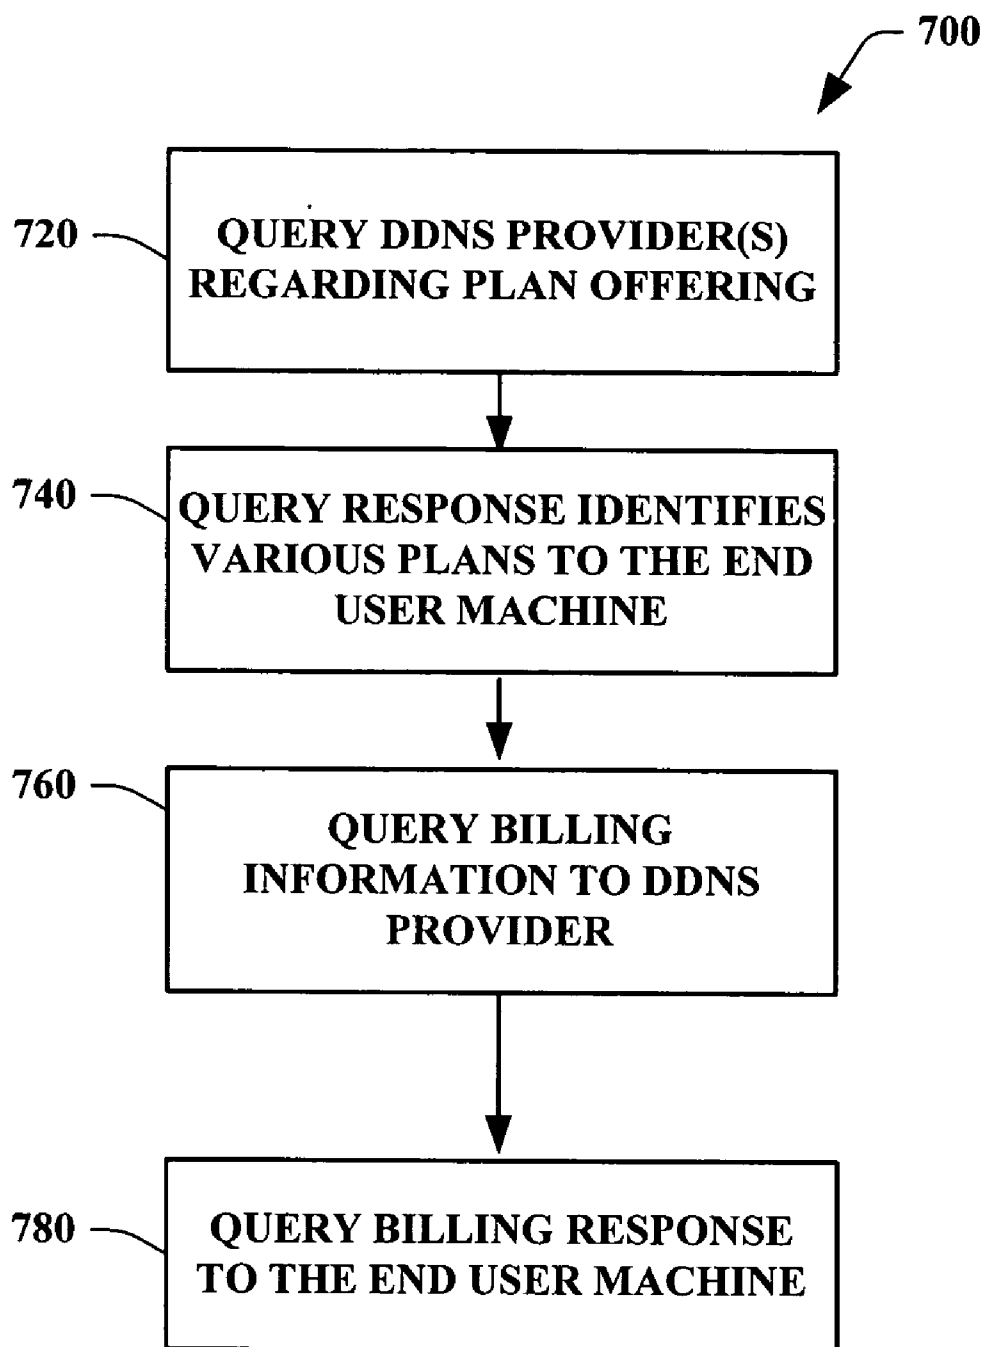 700
720
QUERY DDNS PROVIDER(S)
REGARDING PLAN OFFERING
740
QUERY RESPONSE IDENTIFIES
VARIOUS PLANS TO THE END
USER MACHINE
760
QUERY BILLING
INFORMATION TO DDNS
PROVIDER
780
QUERY BILLING RESPONSE
TO THE END USER MACHINE